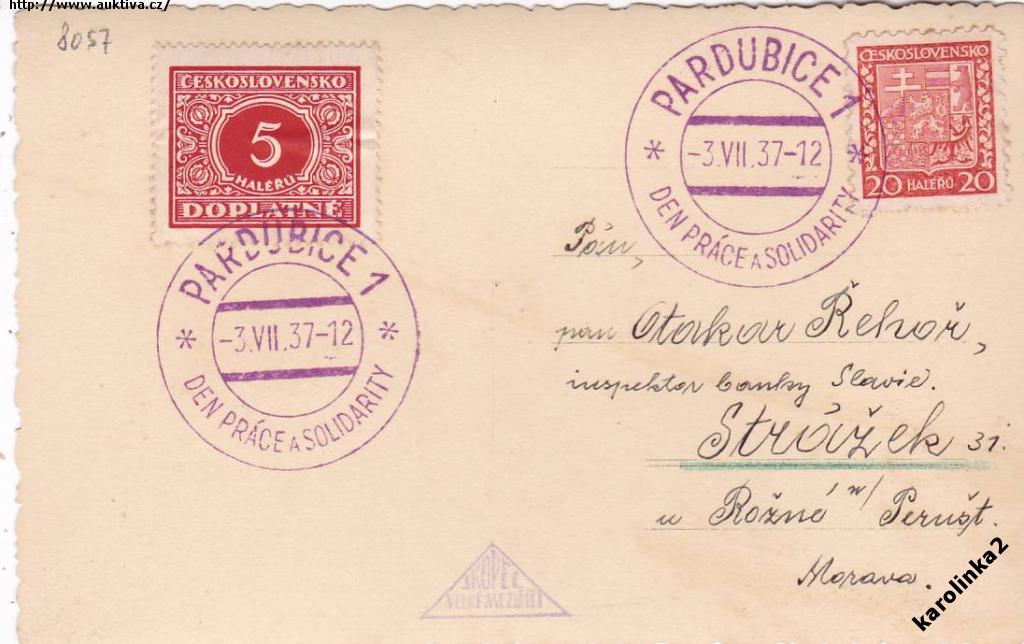 http://www.auktiva.cz/
8057
ČESKOSLOVENSKO
5
HALÉŘŮ
DOPLATNÉ
PARDUBICE 1
-3.VII.37-12
DEN PRÁCE A SOLIDARITY
ČESKOSLOVENSKO
20 HALÉŘŮ 20
PARDUBICE 1
-3.VII.37-12
DEN PRÁCE A SOLIDARITY
Pán,
pan Otakar Řehoř,
inspektor banky Slavie.
Strážek 31.
u Rožné n/Pernšt.
Morava.
SKOPEC
VELKÉ MEZIŘÍČÍ
karolinka2